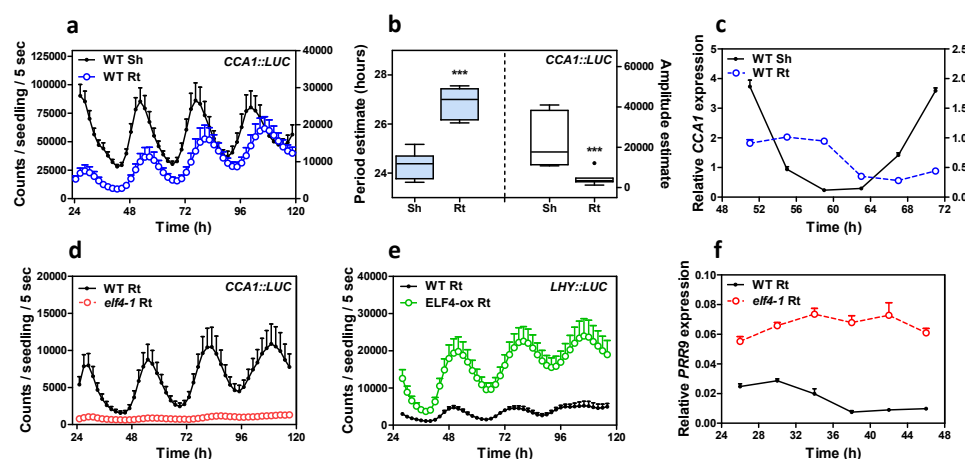 a
WT Sh
WT Rt
CCA1::LUC
Counts / seedling / 5 sec
125000
100000
75000
50000
25000
0
40000
30000
20000
10000
0
24 48 72 96 120
Time (h)
b
CCA1::LUC
Period estimate (hours)
28
26
24
***
***
60000
40000
20000
0
Amplitude estimate
Sh Rt Sh Rt
c
WT Sh
WT Rt
Relative CCA1 expression
5
4
3
2
1
0
2.0
1.5
1.0
0.5
0.0
48 52 56 60 64 68 72
Time (h)
d
WT Rt
elf4-1 Rt
CCA1::LUC
Counts / seedling / 5 sec
20000
15000
10000
5000
0
24 48 72 96 120
Time (h)
e
WT Rt
ELF4-ox Rt
LHY::LUC
Counts / seedling / 5 sec
40000
30000
20000
10000
0
24 48 72 96 120
Time (h)
f
WT Rt
elf4-1 Rt
Relative PRR9 expression
0.10
0.08
0.06
0.04
0.02
0.00
24 28 32 36 40 44 48
Time (h)